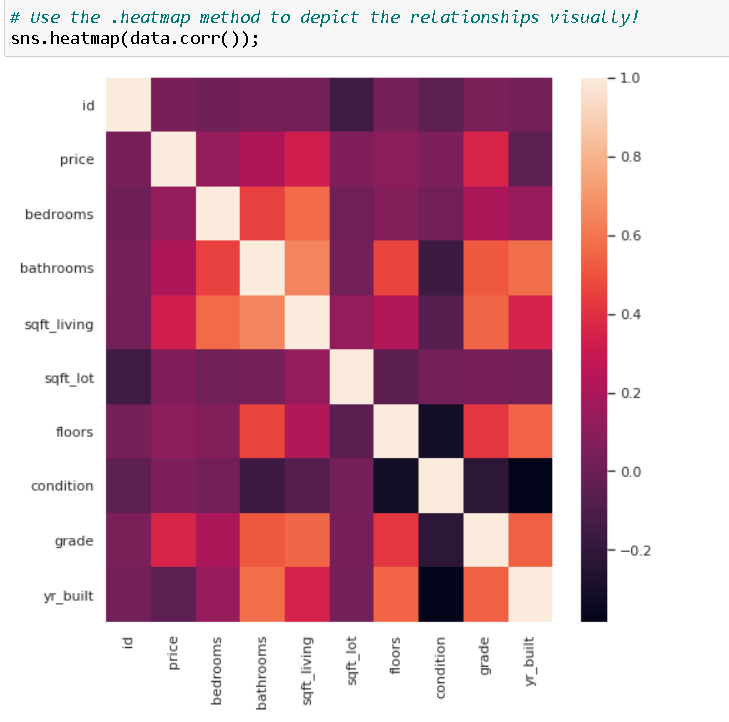 # Use the .heatmap method to depict the relationships visually!
sns.heatmap(data.corr());
id
price
bedrooms
bathrooms
sqft_living
sqft_lot
floors
condition
grade
yr_built
1.0
0.8
0.6
0.4
0.2
0.0
−0.2
id
price
bedrooms
bathrooms
sqft_living
sqft_lot
floors
condition
grade
yr_built